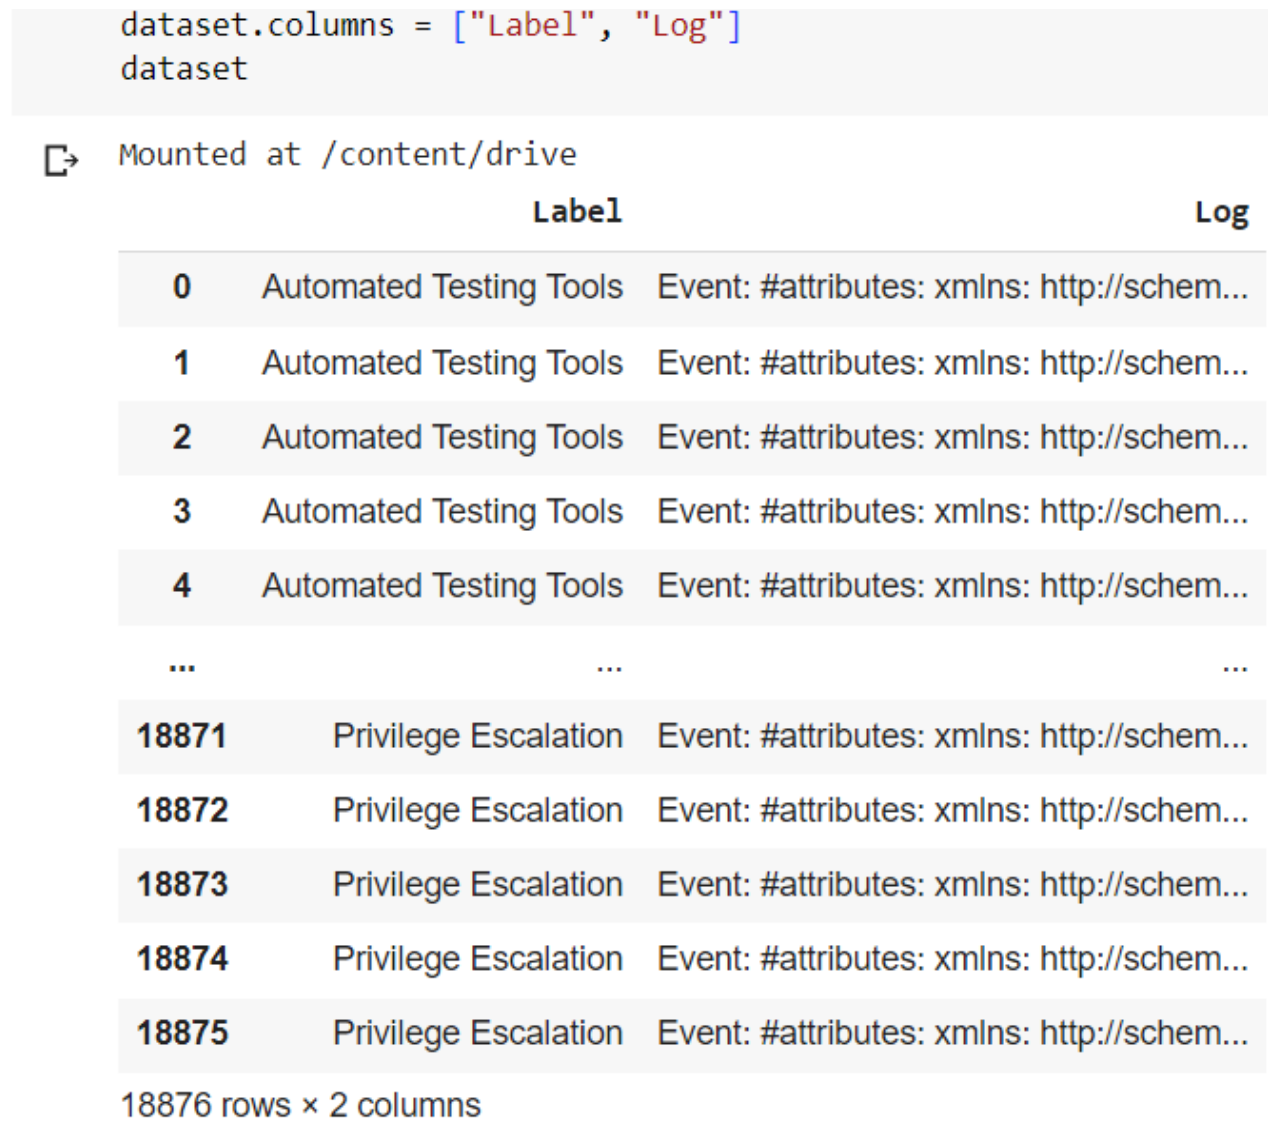 dataset.columns = ["Label", "Log"]
dataset
Mounted at /content/drive
Label Log
0 Automated Testing Tools Event: #attributes: xmlns: http://schem...
1 Automated Testing Tools Event: #attributes: xmlns: http://schem...
2 Automated Testing Tools Event: #attributes: xmlns: http://schem...
3 Automated Testing Tools Event: #attributes: xmlns: http://schem...
4 Automated Testing Tools Event: #attributes: xmlns: http://schem...
... ... ...
18871 Privilege Escalation Event: #attributes: xmlns: http://schem...
18872 Privilege Escalation Event: #attributes: xmlns: http://schem...
18873 Privilege Escalation Event: #attributes: xmlns: http://schem...
18874 Privilege Escalation Event: #attributes: xmlns: http://schem...
18875 Privilege Escalation Event: #attributes: xmlns: http://schem...
18876 rows × 2 columns